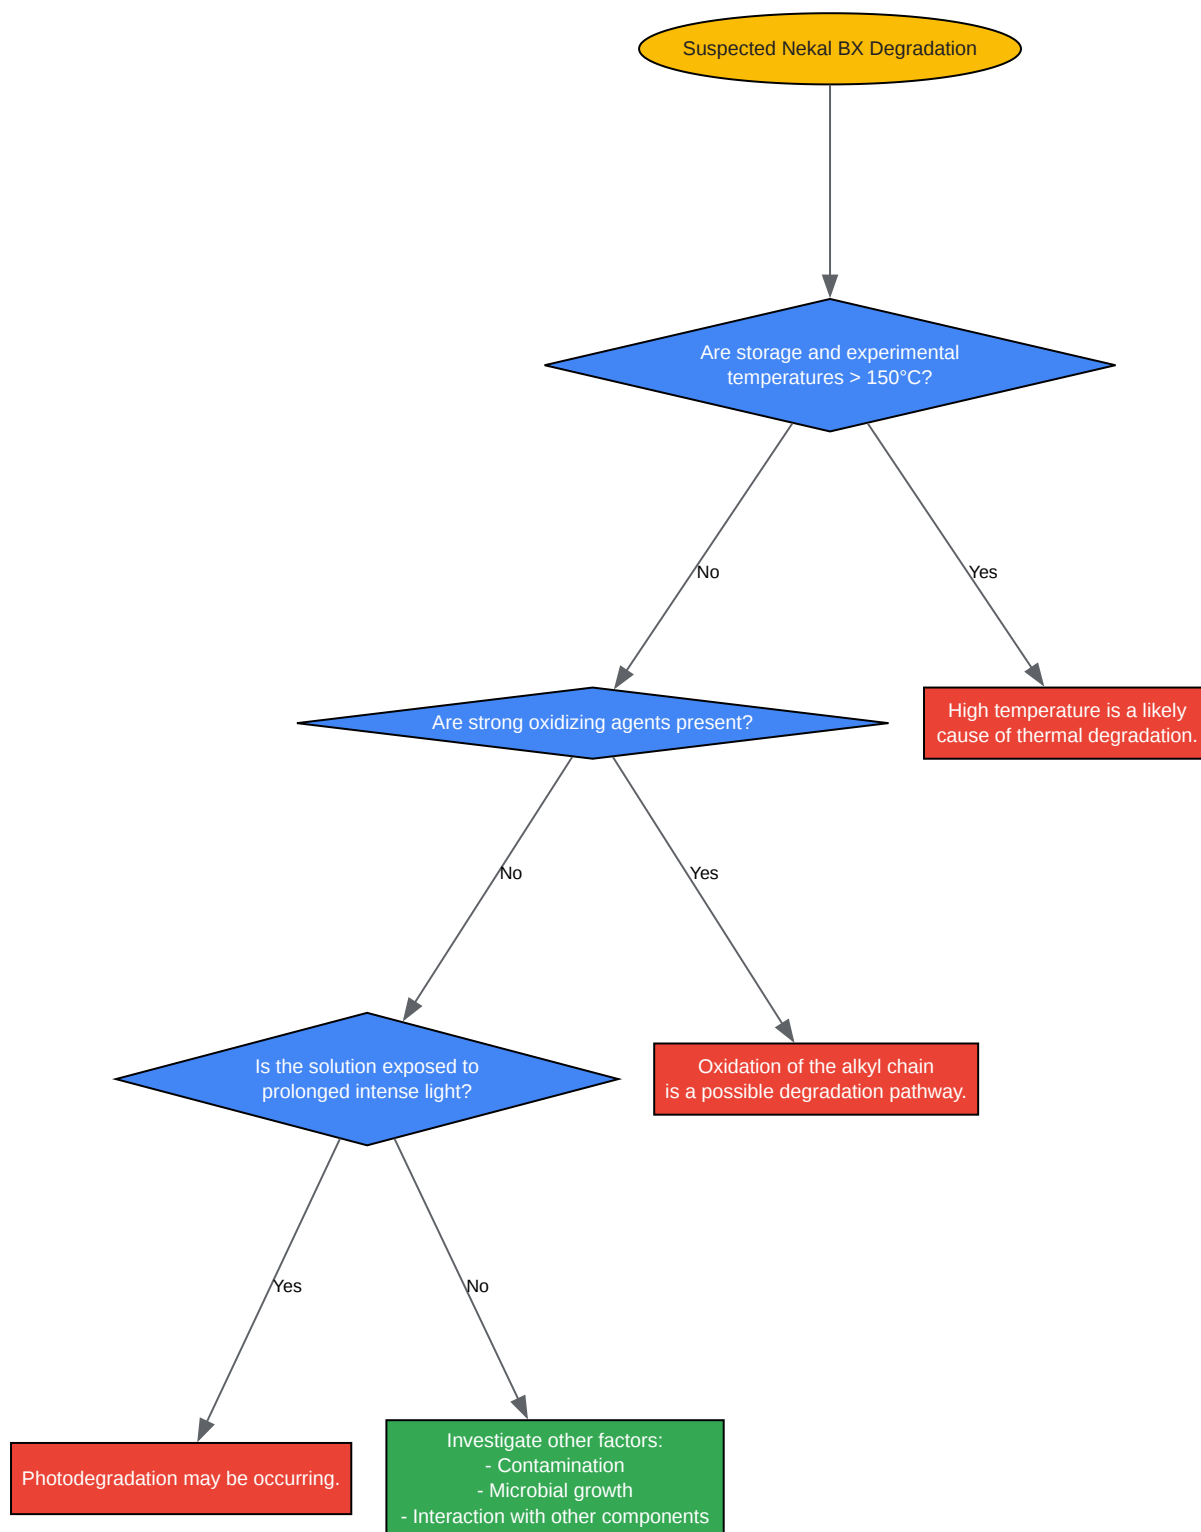 Suspected Nekal BX Degradation
Are storage and experimental
temperatures > 150°C?
No
Yes
Are strong oxidizing agents present?
High temperature is a likely
cause of thermal degradation.
No
Yes
Is the solution exposed to
prolonged intense light?
Oxidation of the alkyl chain
is a possible degradation pathway.
Yes
No
Photodegradation may be occurring.
Investigate other factors:
- Contamination
- Microbial growth
- Interaction with other components